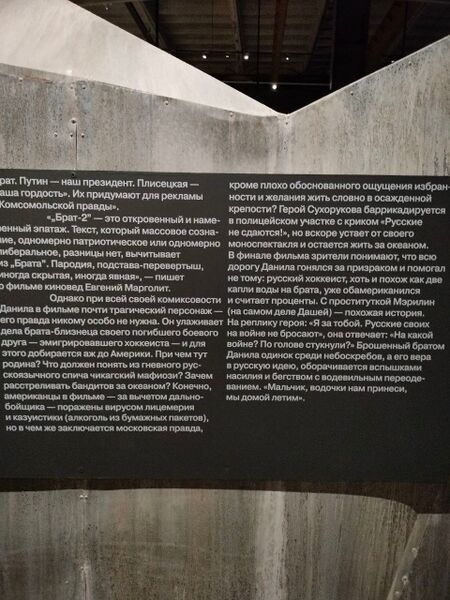 рат. Путин — наш президент. Плисецкая —
аша гордость». Их придумают для рекламы
Комсомольской правды».
«„Брат-2” — это откровенный и наме-
ренный эпатаж. Текст, который массовое созна-
ние, одномерно патриотическое или одномерно
либеральное, разницы нет, вычитывает
из „Брата”. Пародия, подстава-перевертыш,
иногда скрытая, иногда явная», — пишет
о фильме киновед Евгений Марголит.
Однако при всей своей комиксовости
Данила в фильме почти трагический персонаж —
его правда никому особо не нужна. Он улаживает
дела брата-близнеца своего погибшего боевого
друга — эмигрировавшего хоккеиста — и для
этого добирается аж до Америки. При чем тут
родина? Что должен понять из гневного рус-
скоязычного спича чикагский мафиози? Зачем
расстреливать бандитов за океаном? Конечно,
американцы в фильме — за вычетом дально-
бойщика — поражены вирусом лицемерия
и казуистики (алкоголь из бумажных пакетов),
но в чем же заключается московская правда,
кроме плохо обоснованного ощущения избран-
ности и желания жить словно в осажденной
крепости? Герой Сухорукова баррикадируется
в полицейском участке с криком «Русские
не сдаются!», но вскоре устает от своего
моноспектакля и остается жить за океаном.
В финале фильма зрители понимают, что всю
дорогу Данила гонялся за призраком и помогал
не тому: русский хоккеист, хоть и похож как две
капли воды на брата, уже обамериканился
и считает проценты. С проституткой Мэрилин
(на самом деле Дашей) — похожая история.
На реплику героя: «Я за тобой. Русские своих
на войне не бросают», она отвечает: «На какой
войне? По голове стукнули?» Брошенный братом
Данила одинок среди небоскребов, а его вера
в русскую идею, оборачивается вспышками
насилия и бегством с водевильным переоде-
ванием. «Мальчик, водочки нам принеси,
мы домой летим».